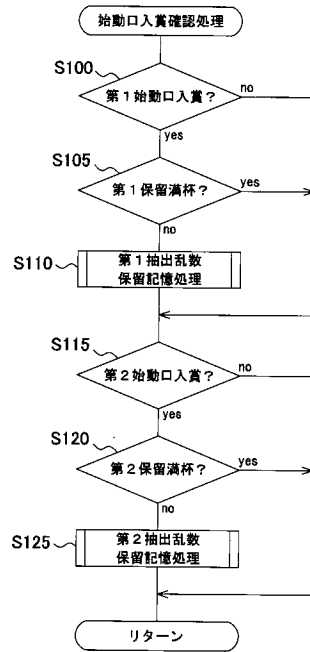 始動口入賞確認処理
S100
第1始動口入賞?
no
yes
S105
第1保留満杯?
yes
no
S110
第1抽出乱数
保留記憶処理
S115
第2始動口入賞?
no
yes
S120
第2保留満杯?
yes
no
S125
第2抽出乱数
保留記憶処理
リターン